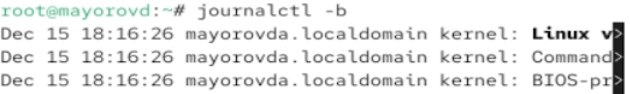 root@mayorovd:~# journalctl -b
Dec 15 18:16:26 mayorovda.localdomain kernel: Linux v>
Dec 15 18:16:26 mayorovda.localdomain kernel: Command>
Dec 15 18:16:26 mayorovda.localdomain kernel: BIOS-pr>